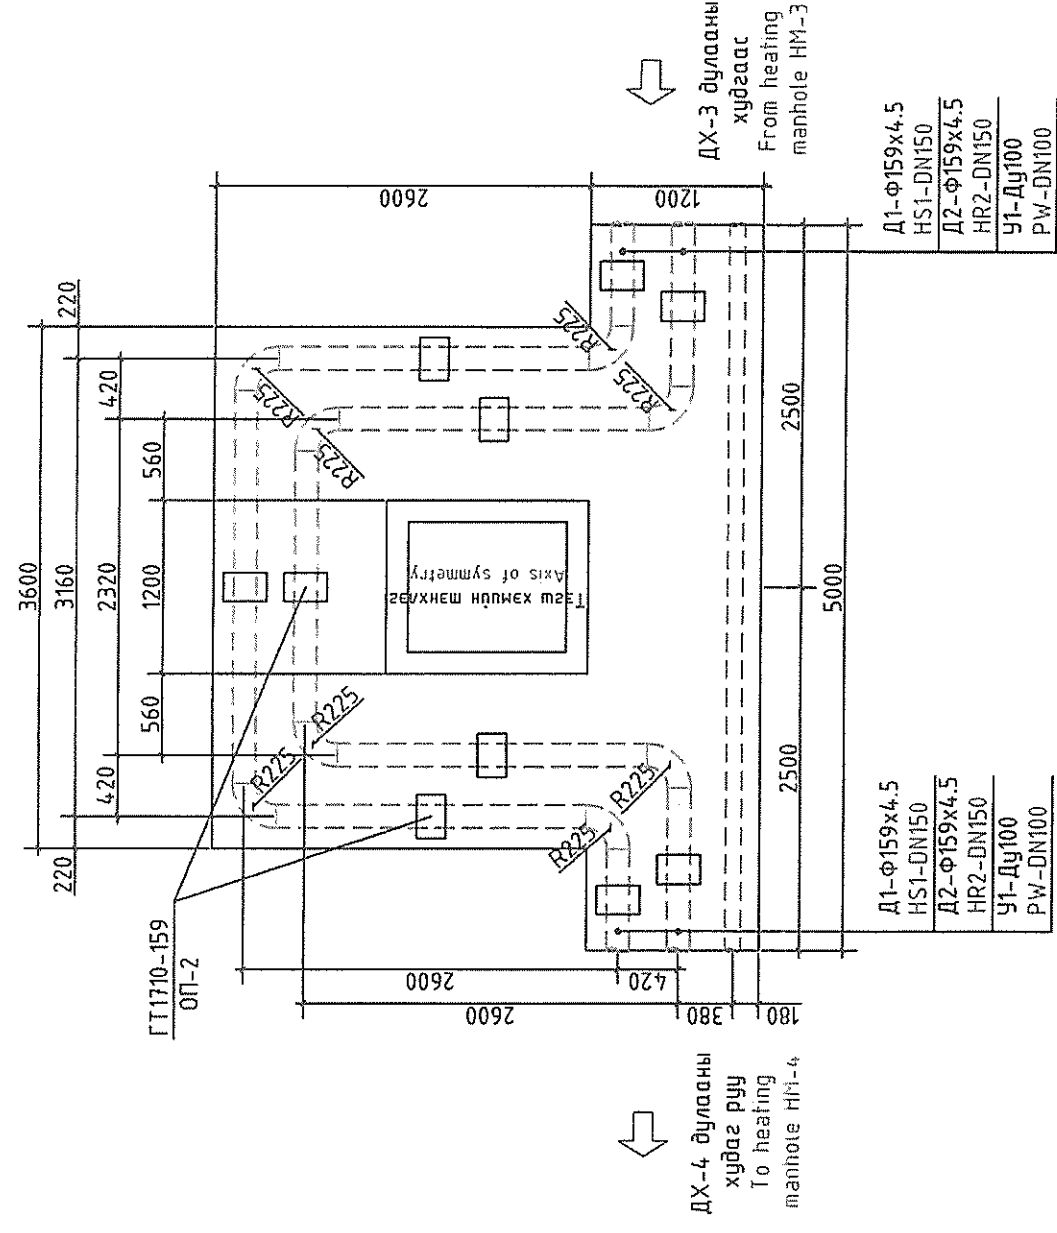 3600
220
3160
220
420
2320
420
560
1200
560
ГТ1710-159
ОП-2
R225
R225
R225
R225
R225
R225
R225
R225
Тэгш хэмийн тэнхлэг
Axis of symmetry
2600
1200
2600
420
2600
380
180
2500
2500
5000
ДХ-3 дулааны
худгаас
From heating
manhole HM-3
ДХ-4 дулааны
худаг руу
To heating
manhole HM-4
Д1-Ф159x4.5
HS1-DN150
Д2-Ф159x4.5
HR2-DN150
У1-Ду100
PW-DN100
Д1-Ф159x4.5
HS1-DN150
Д2-Ф159x4.5
HR2-DN150
У1-Ду100
PW-DN100